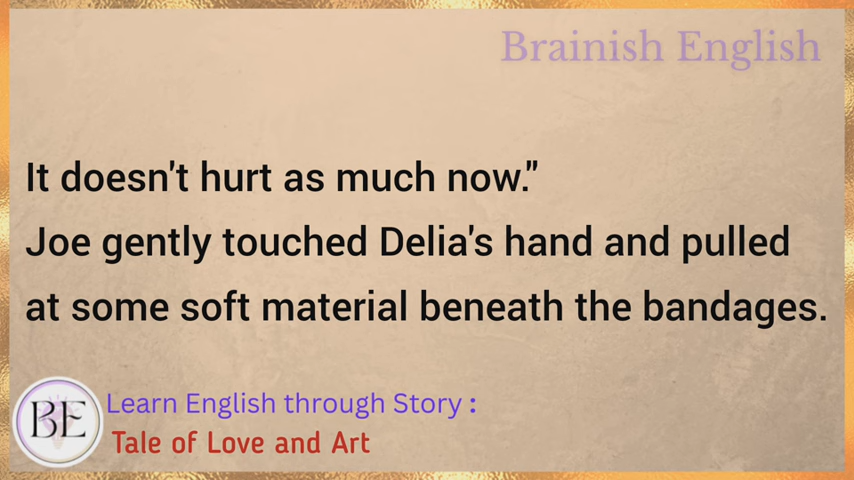 Brainish English
It doesn't hurt as much now."
Joe gently touched Delia's hand and pulled
at some soft material beneath the bandages.
BE
Learn English through Story :
Tale of Love and Art